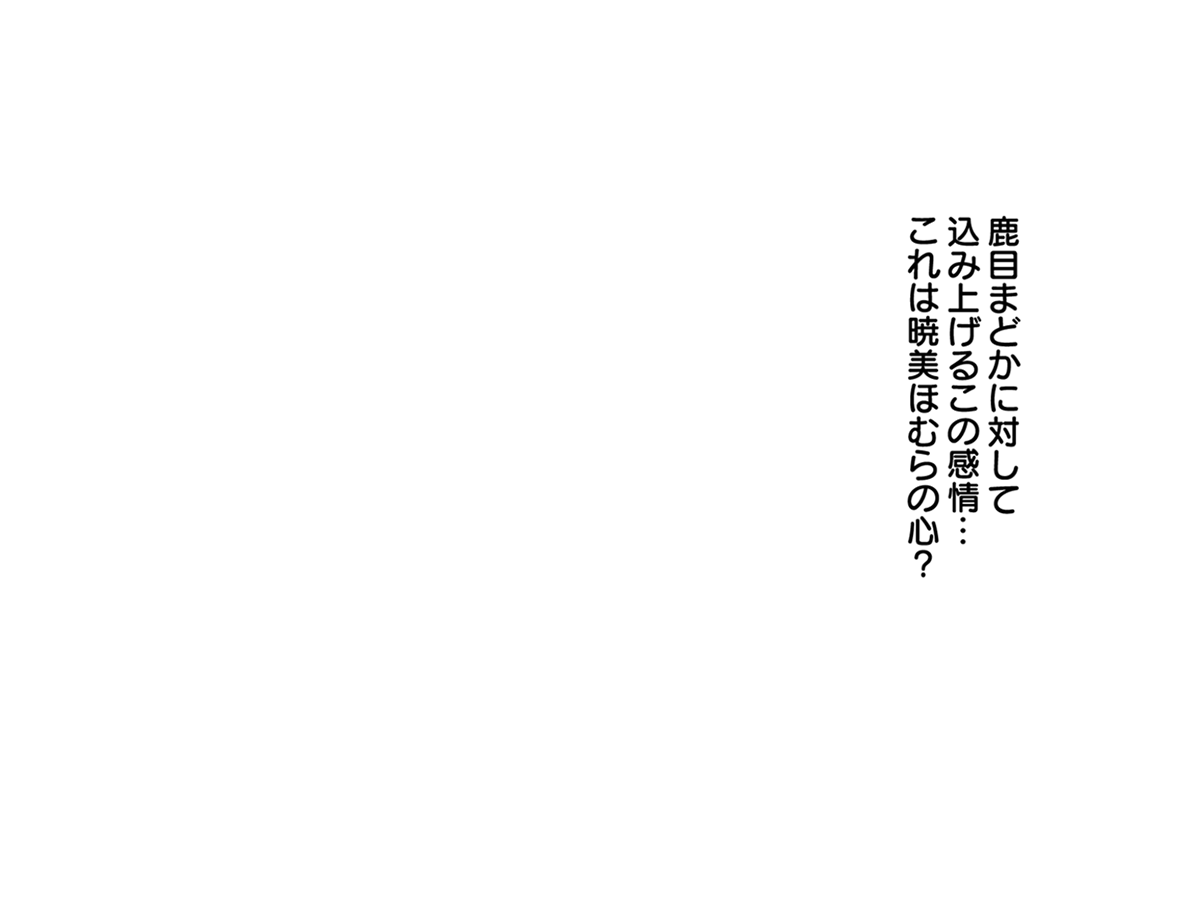 鹿目まどかに対して
込み上げるこの感情…
これは暁美ほむらの心？